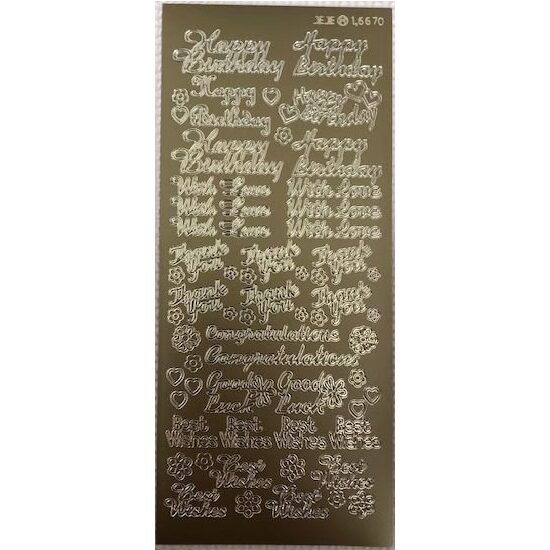 1,6670
Happy Happy
Birthday Birthday
Happy Happy
Birthday Birthday
Happy Happy
Birthday Birthday
With Love With Love
With Love With Love
With Love With Love
Thank Thank Thank
You You You
Thank Thank Thank
You You You
Congratulations
Congratulations
Good Good
Luck Luck
Best Best Best Best
Wishes Wishes Wishes Wishes
Best Best
Wishes Wishes
Best Best
Wishes Wishes